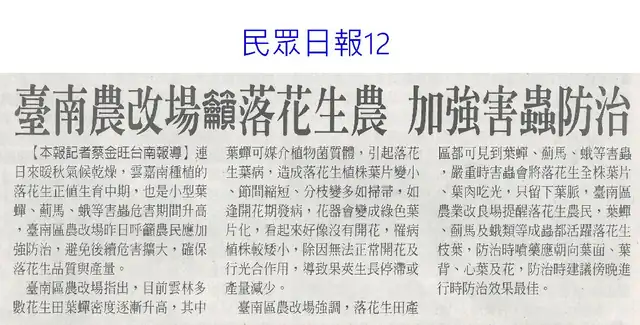 民眾日報12
臺南農改場籲落花生農 加強害蟲防治
【本報記者蔡金旺台南報導】連
日來暖秋氣候乾燥，雲嘉南種植的
落花生正值生育中期，也是小型葉
蟬、薊馬、蛾等害蟲危害期間升高
，臺南區農改場昨日呼籲農民應加
強防治，避免後續危害擴大，確保
落花生品質與產量。
臺南區農改場指出，目前雲林多
數花生田葉蟬密度逐漸升高，其中
葉蟬可媒介植物菌質體，引起落花
生葉病，造成落花生植株葉片變小
、節間縮短、分枝變多如掃帚，如
逢開花期發病，花器會變成綠色葉
片化，看起來好像沒有開花，罹病
植株較矮小，除因無法正常開花及
行光合作用，導致果莢生長停滯或
產量減少。
臺南區農改場強調，落花生田產
區都可見到葉蟬、薊馬、蛾等害蟲
，嚴重時害蟲會將落花生全株葉片
、葉肉吃光，只留下葉脈，臺南區
農業改良場提醒落花生農民，葉蟬
、薊馬及蛾類等成蟲都活躍落花生
枝葉，防治時噴藥應朝向葉面、葉
背、心葉及花，防治時建議傍晚進
行時防治效果最佳。